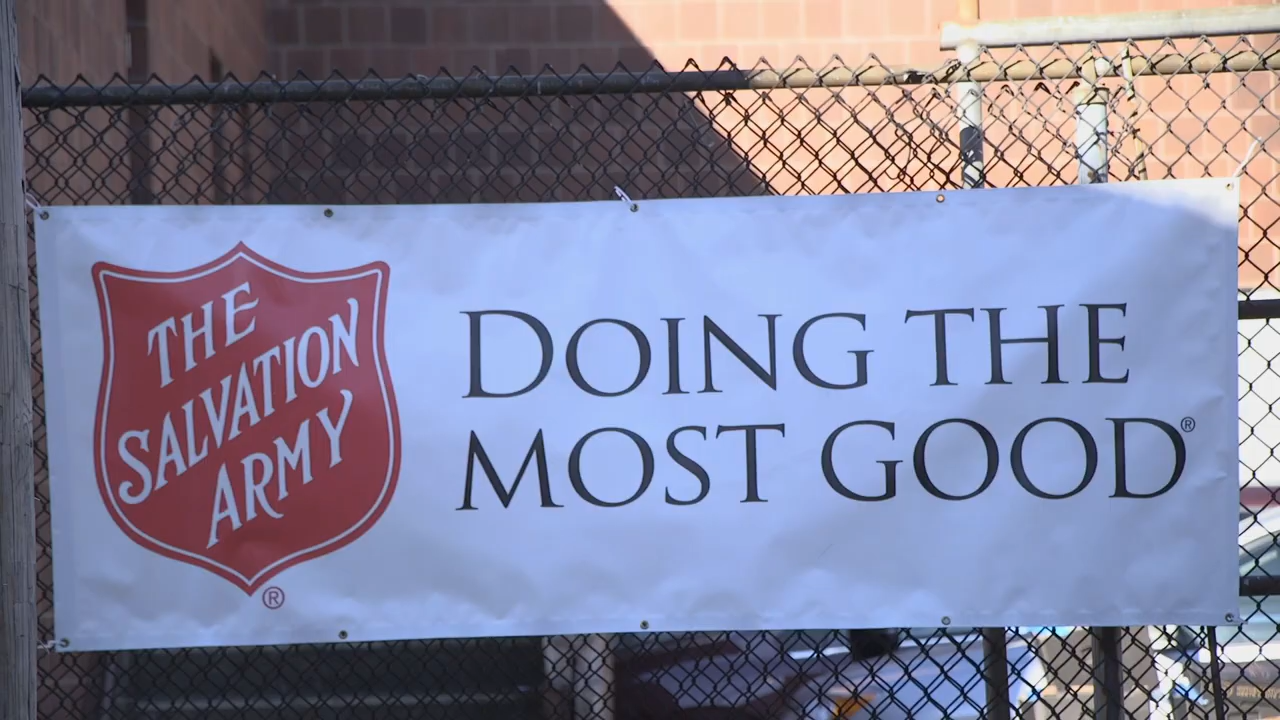 THE
SALVATION
ARMY
®
DOING THE
MOST GOOD®